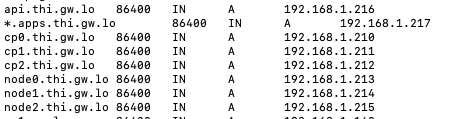 api.thi.gw.lo 86400 IN A 192.168.1.216
*.apps.thi.gw.lo 86400 IN A 192.168.1.217
cp0.thi.gw.lo 86400 IN A 192.168.1.210
cp1.thi.gw.lo 86400 IN A 192.168.1.211
cp2.thi.gw.lo 86400 IN A 192.168.1.212
node0.thi.gw.lo 86400 IN A 192.168.1.213
node1.thi.gw.lo 86400 IN A 192.168.1.214
node2.thi.gw.lo 86400 IN A 192.168.1.215